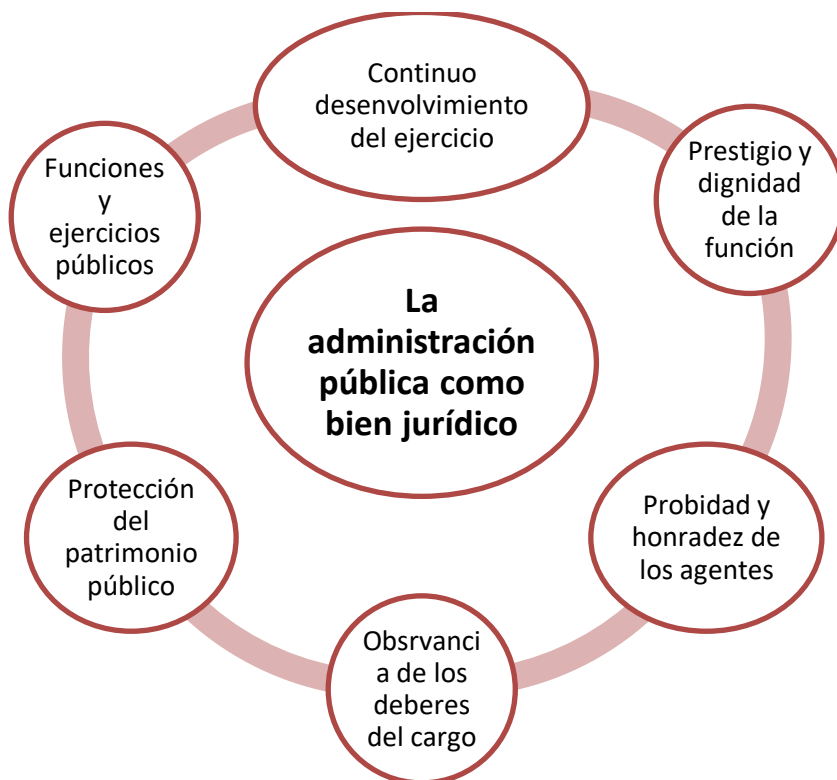 Continuo
desenvolvimiento
del ejercicio
Prestigio y
dignidad
de la
función
Probidad y
honradez de
los agentes
Obsrvanci
a de los
deberes
del cargo
Protección
del
patrimonio
público
Funciones
y
ejercicios
públicos
La
administración
pública como
bien jurídico